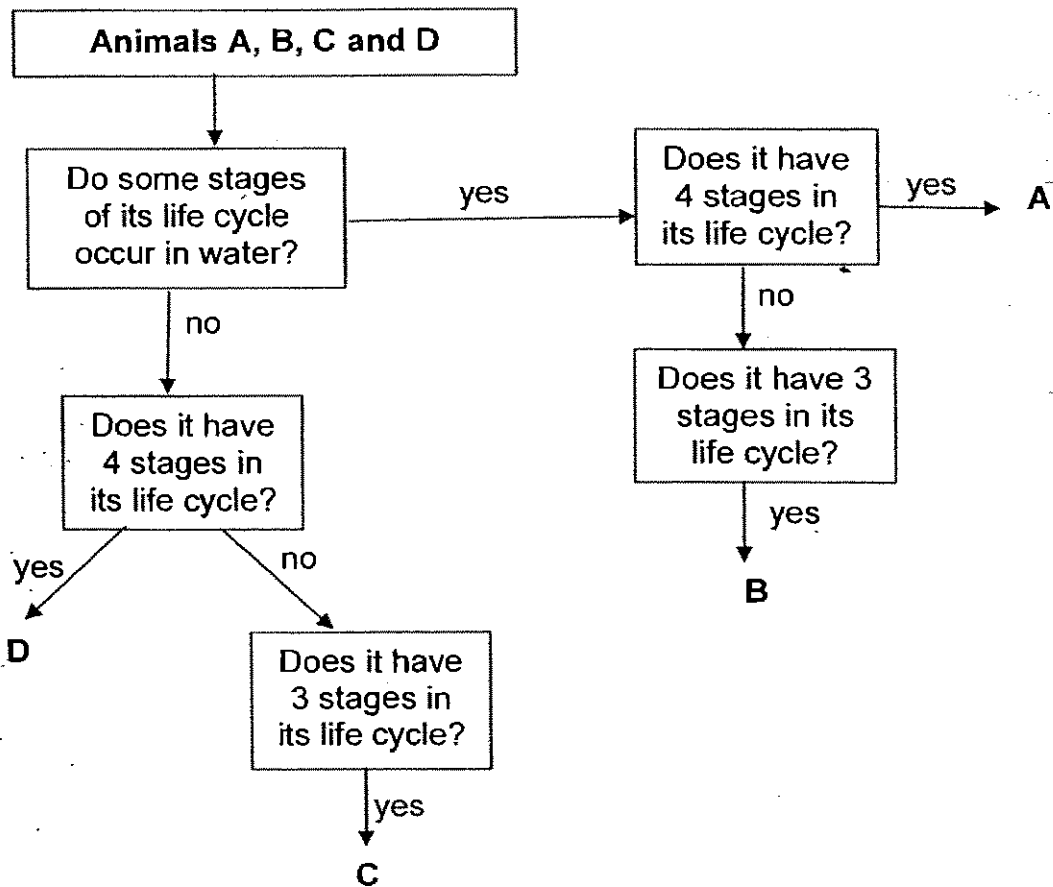 Animals A, B, C and D
Do some stages
of its life cycle
occur in water?
yes
Does it have
4 stages in
its life cycle?
yes
A
no
Does it have 3
stages in its
life cycle?
yes
B
no
Does it have
4 stages in
its life cycle?
yes
D
no
Does it have
3 stages in
its life cycle?
yes
C